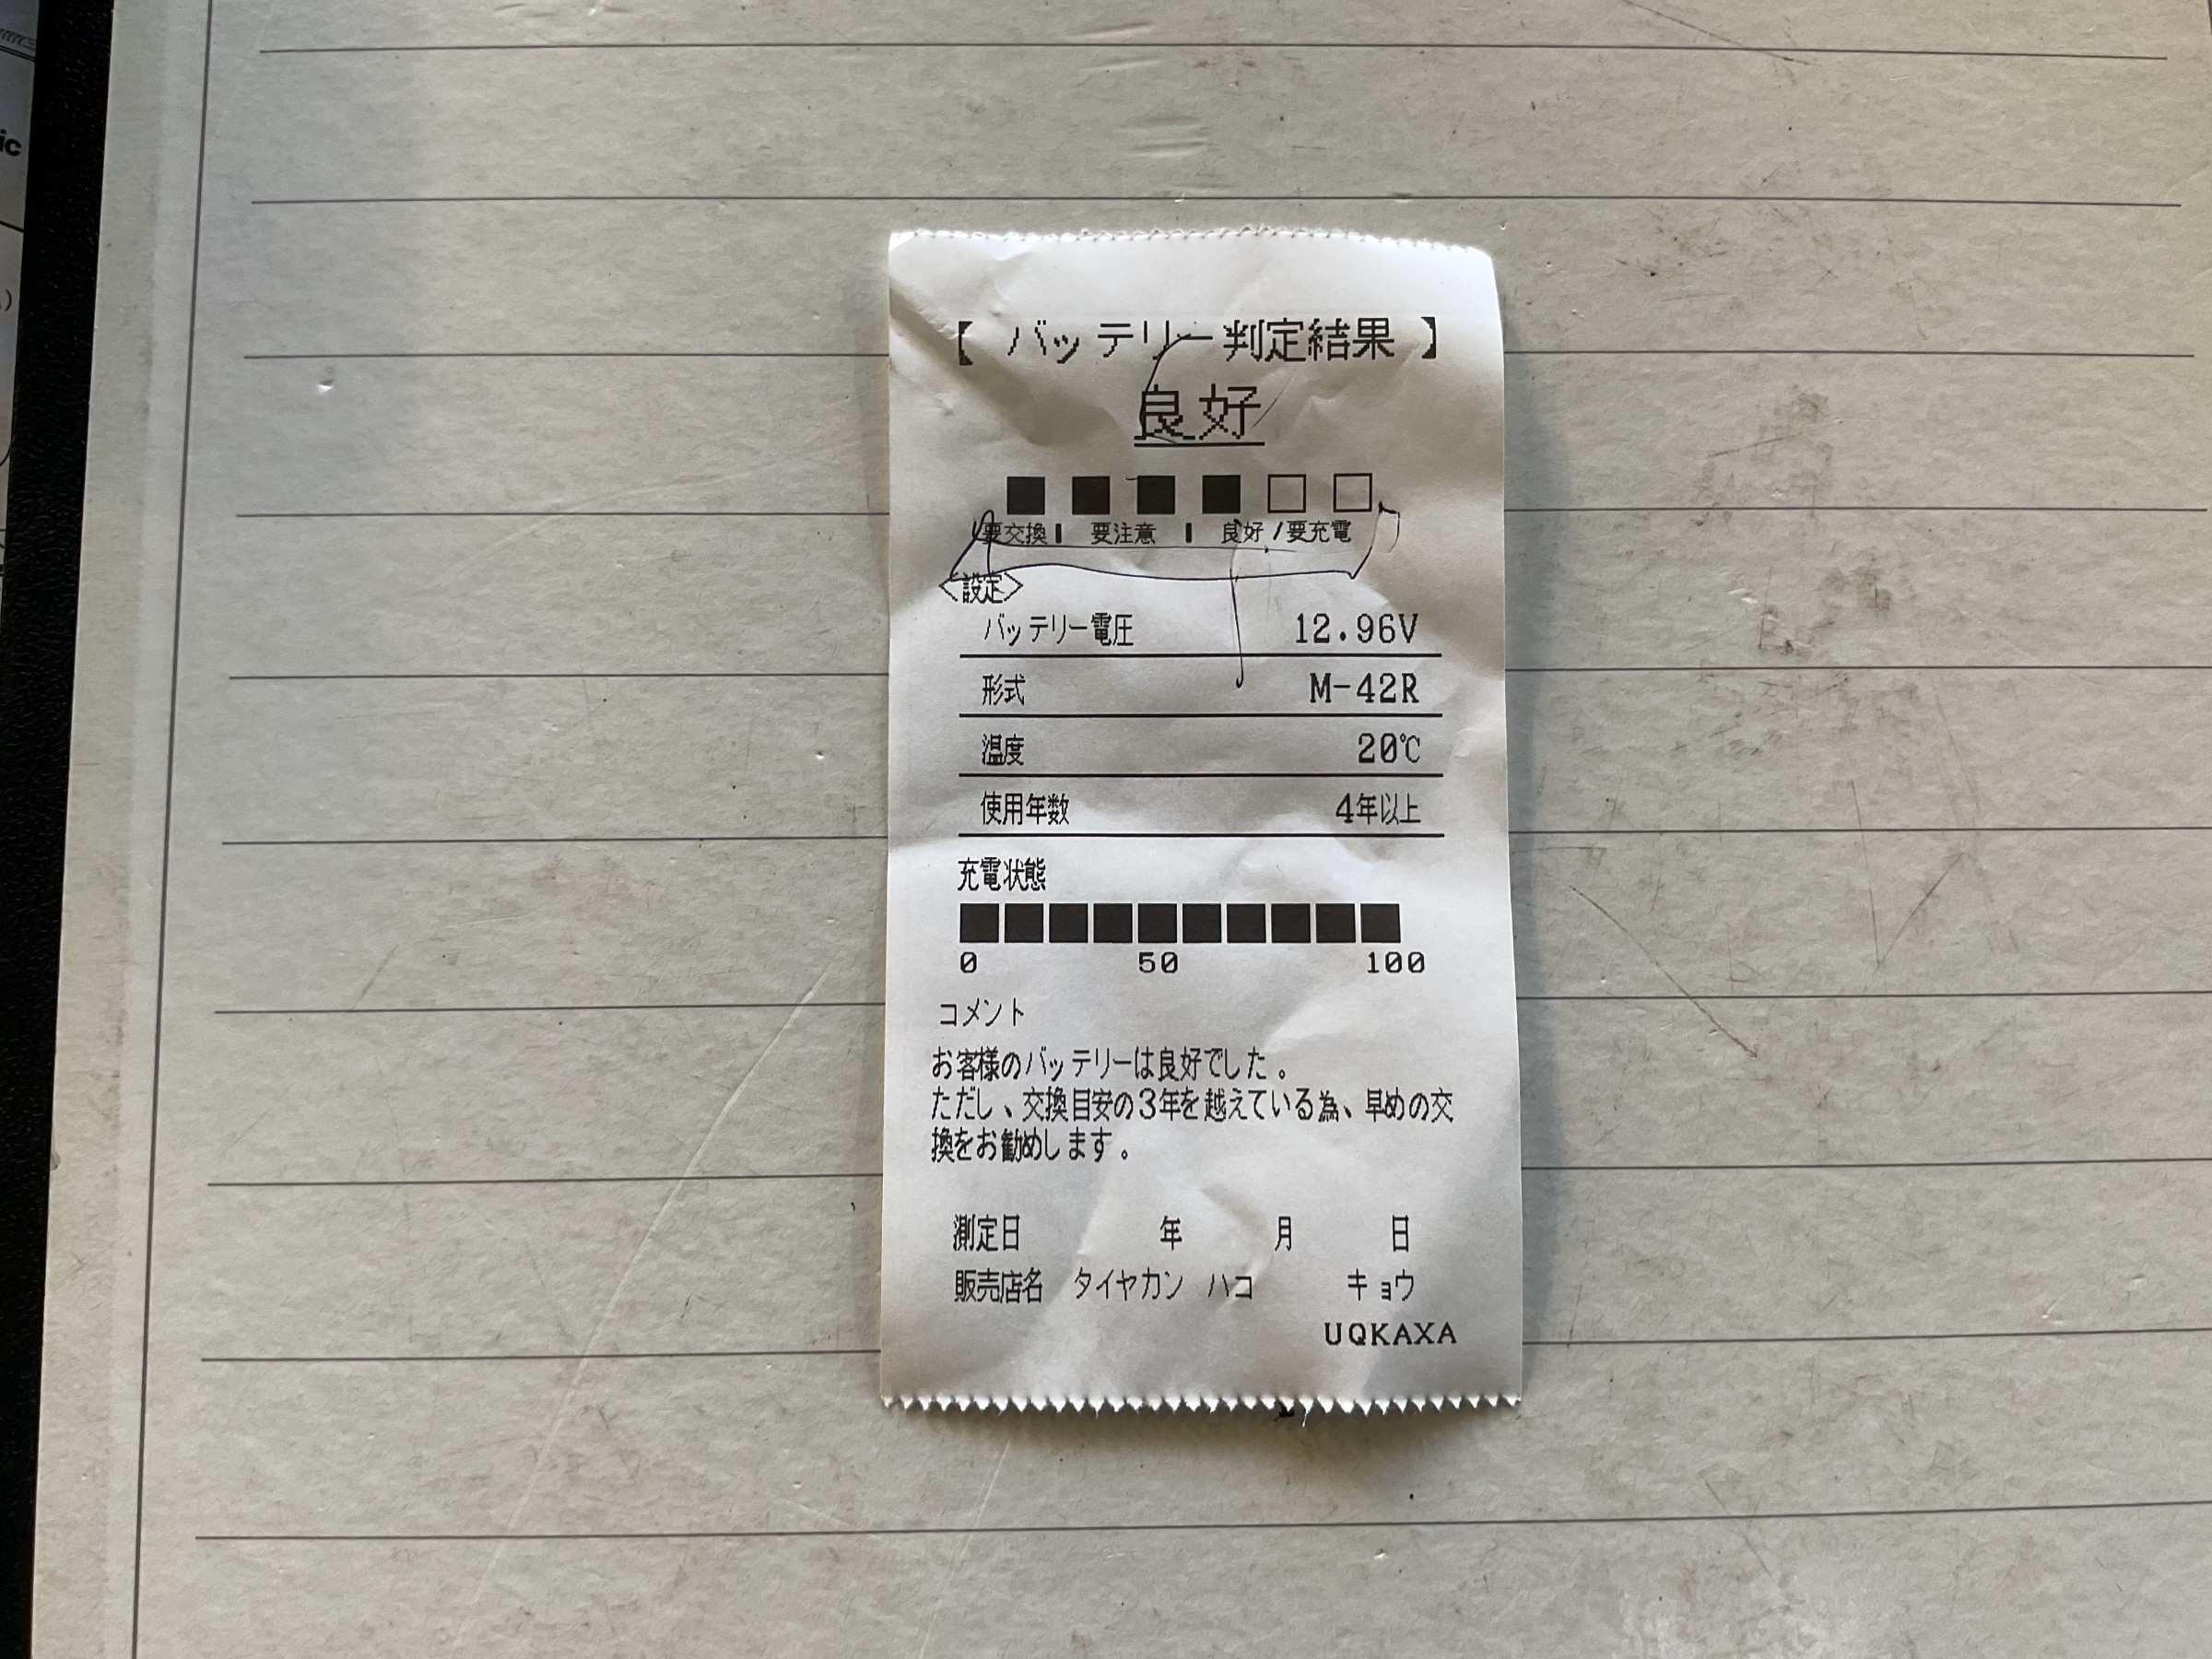 ic
【 バッテリー判定結果 】
良好
■ ■ ■ ■ □ □
要交換| 要注意 | 良好/要充電
<設定>
バッテリー電圧 12.96V
形式 M-42R
温度 20℃
使用年数 4年以上
充電状態
■■■■■■■■■■
0 50 100
コメント
お客様のバッテリーは良好でした。
ただし、交換目安の3年を越えている為、早めの交
換をお勧めします。
測定日 年 月 日
販売店名 タイヤカン ハコ キョウ
UQKAXA